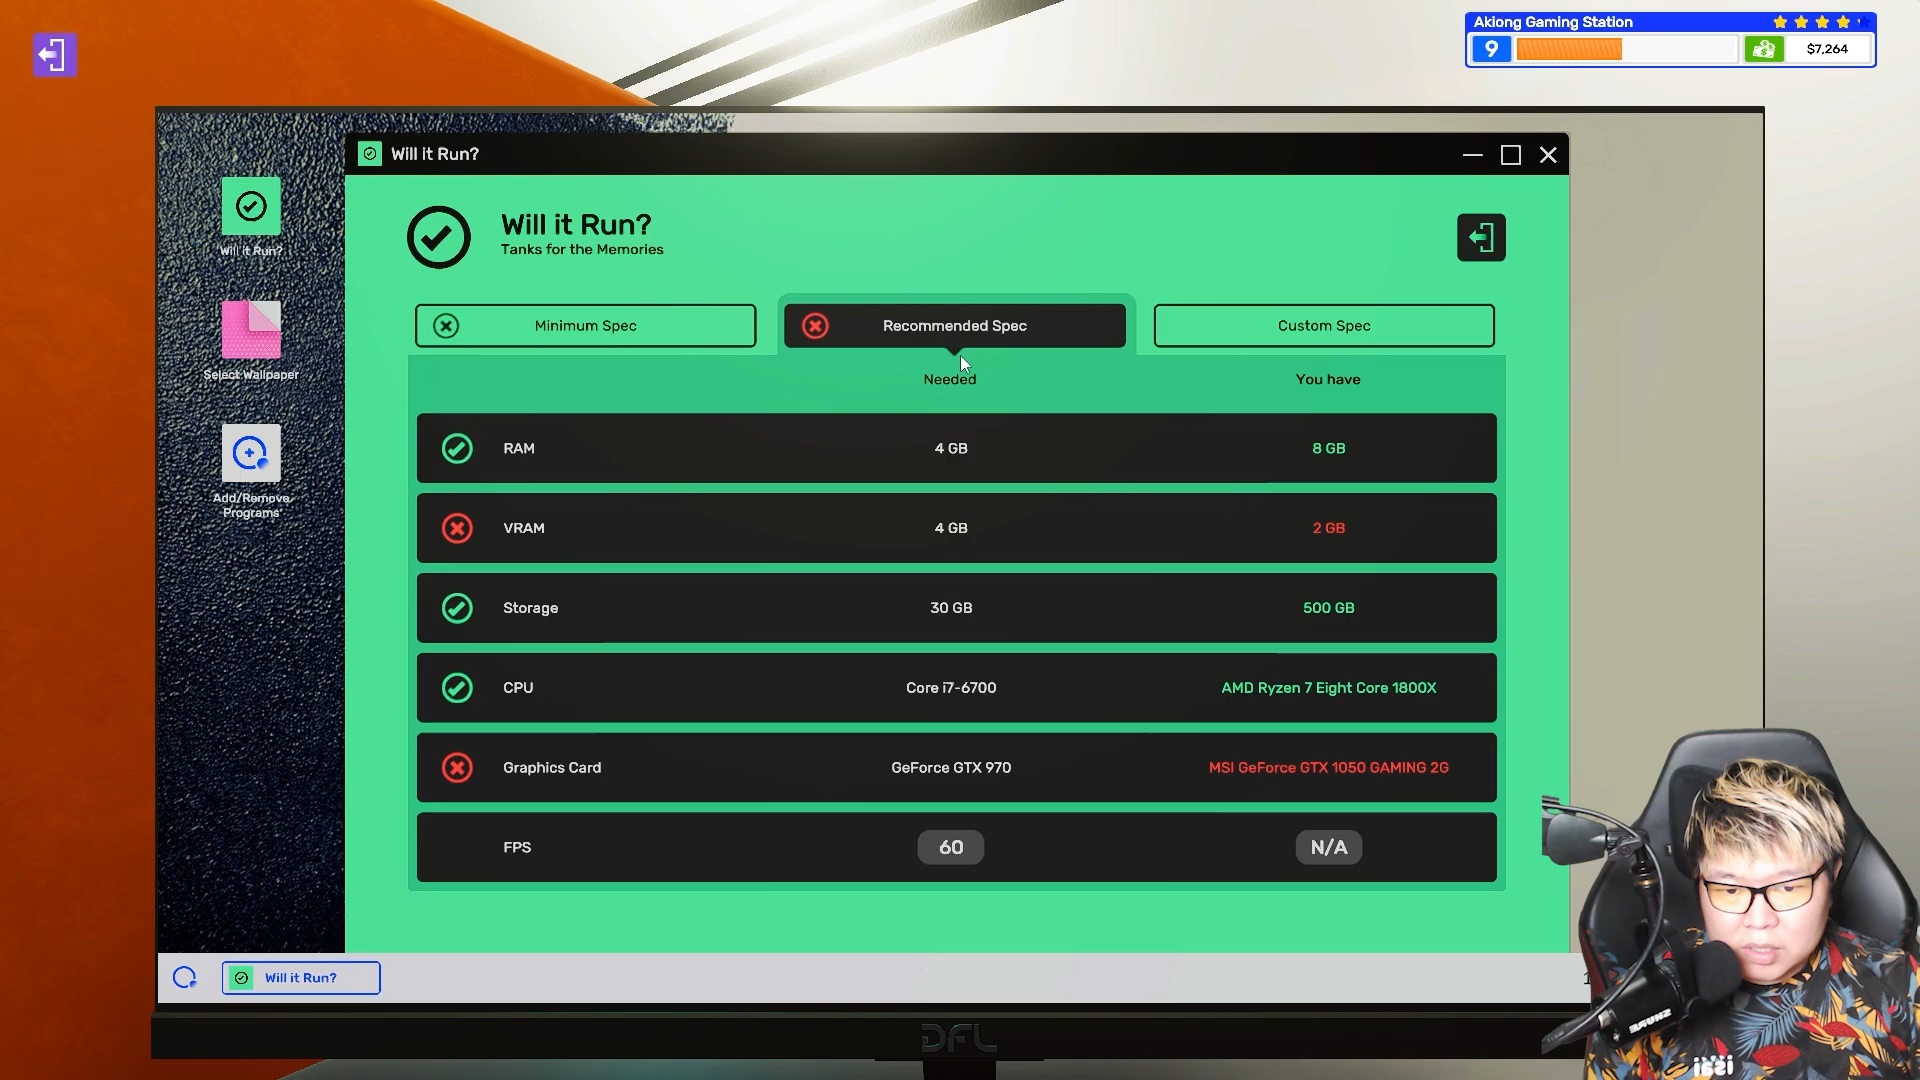 Akiong Gaming Station
9
$7,264
Will it Run?
Will it Run?
Will it Run?
Tanks for the Memories
Select Wallpaper
Add/Remove
Programs
Minimum Spec
Recommended Spec
Custom Spec
Needed
You have
RAM
4 GB
8 GB
VRAM
4 GB
2 GB
Storage
30 GB
500 GB
CPU
Core i7-6700
AMD Ryzen 7 Eight Core 1800X
Graphics Card
GeForce GTX 970
MSI GeForce GTX 1050 GAMING 2G
FPS
60
N/A
Will it Run?
DFL
SHURE